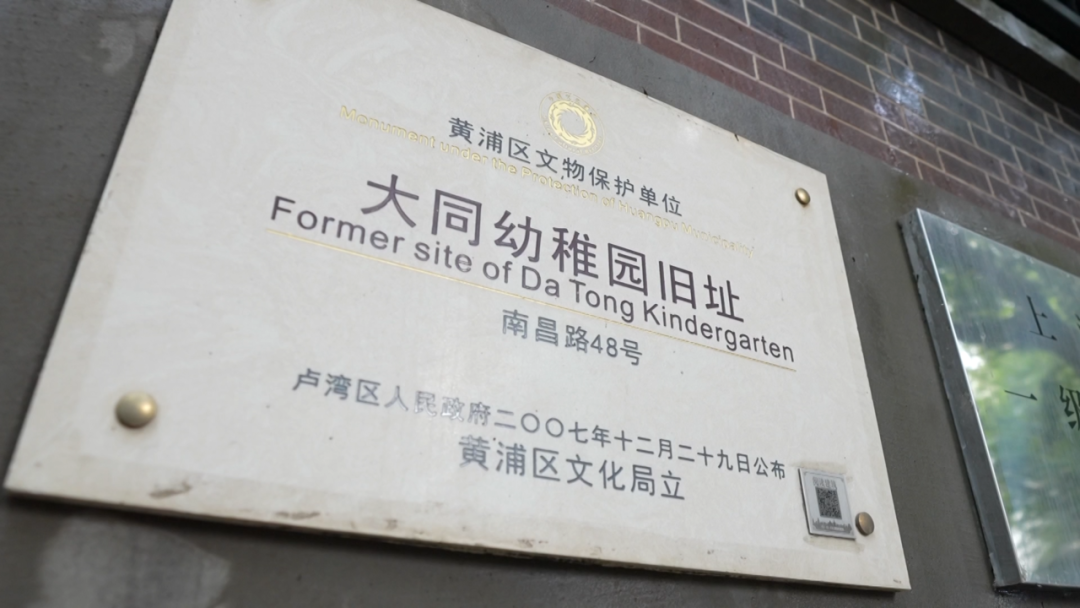 黄浦区文物保护单位
Monument under the Protection of Huangpu Municipality
大同幼稚园旧址
Former site of Da Tong Kindergarten
南昌路48号
卢湾区人民政府二〇〇七年十二月二十九日公布
黄浦区文化局立
上
一级